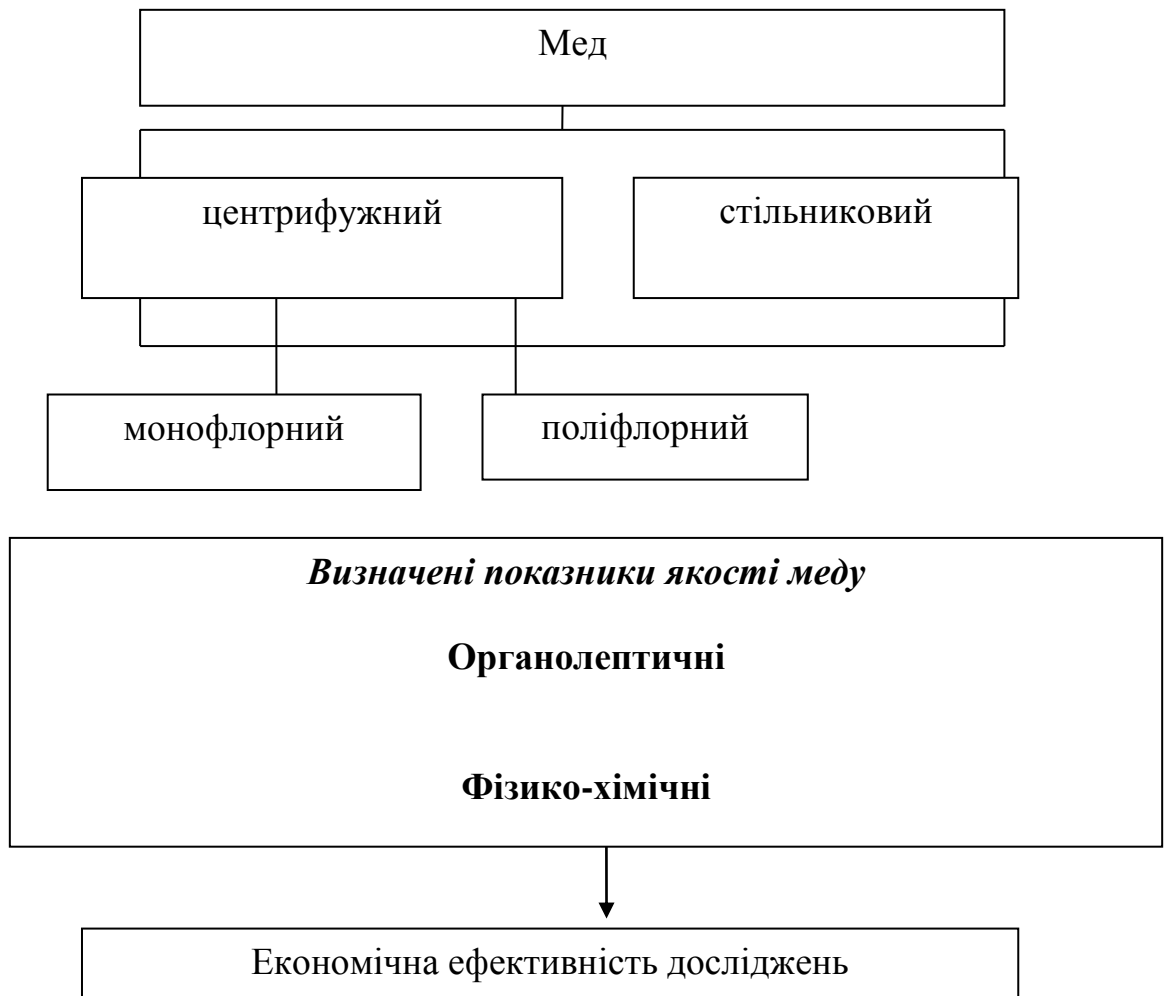 Мед
центрифужний
стільниковий
монофлорний
поліфлорний
Визначені показники якості меду
Органолептичні
Фізико-хімічні
Економічна ефективність досліджень